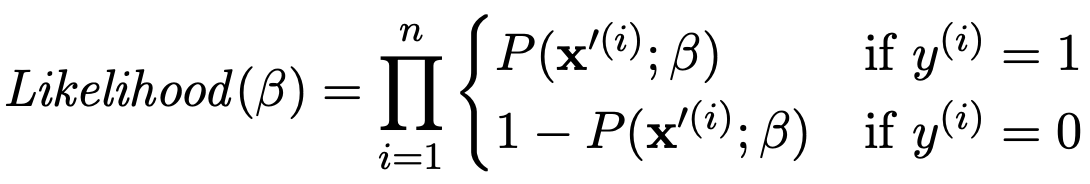 Likelihood(β) = ∏_{i=1}^{n} { P(𝐱′⁽ⁱ⁾; β) if y⁽ⁱ⁾ = 1
1 − P(𝐱′⁽ⁱ⁾; β) if y⁽ⁱ⁾ = 0